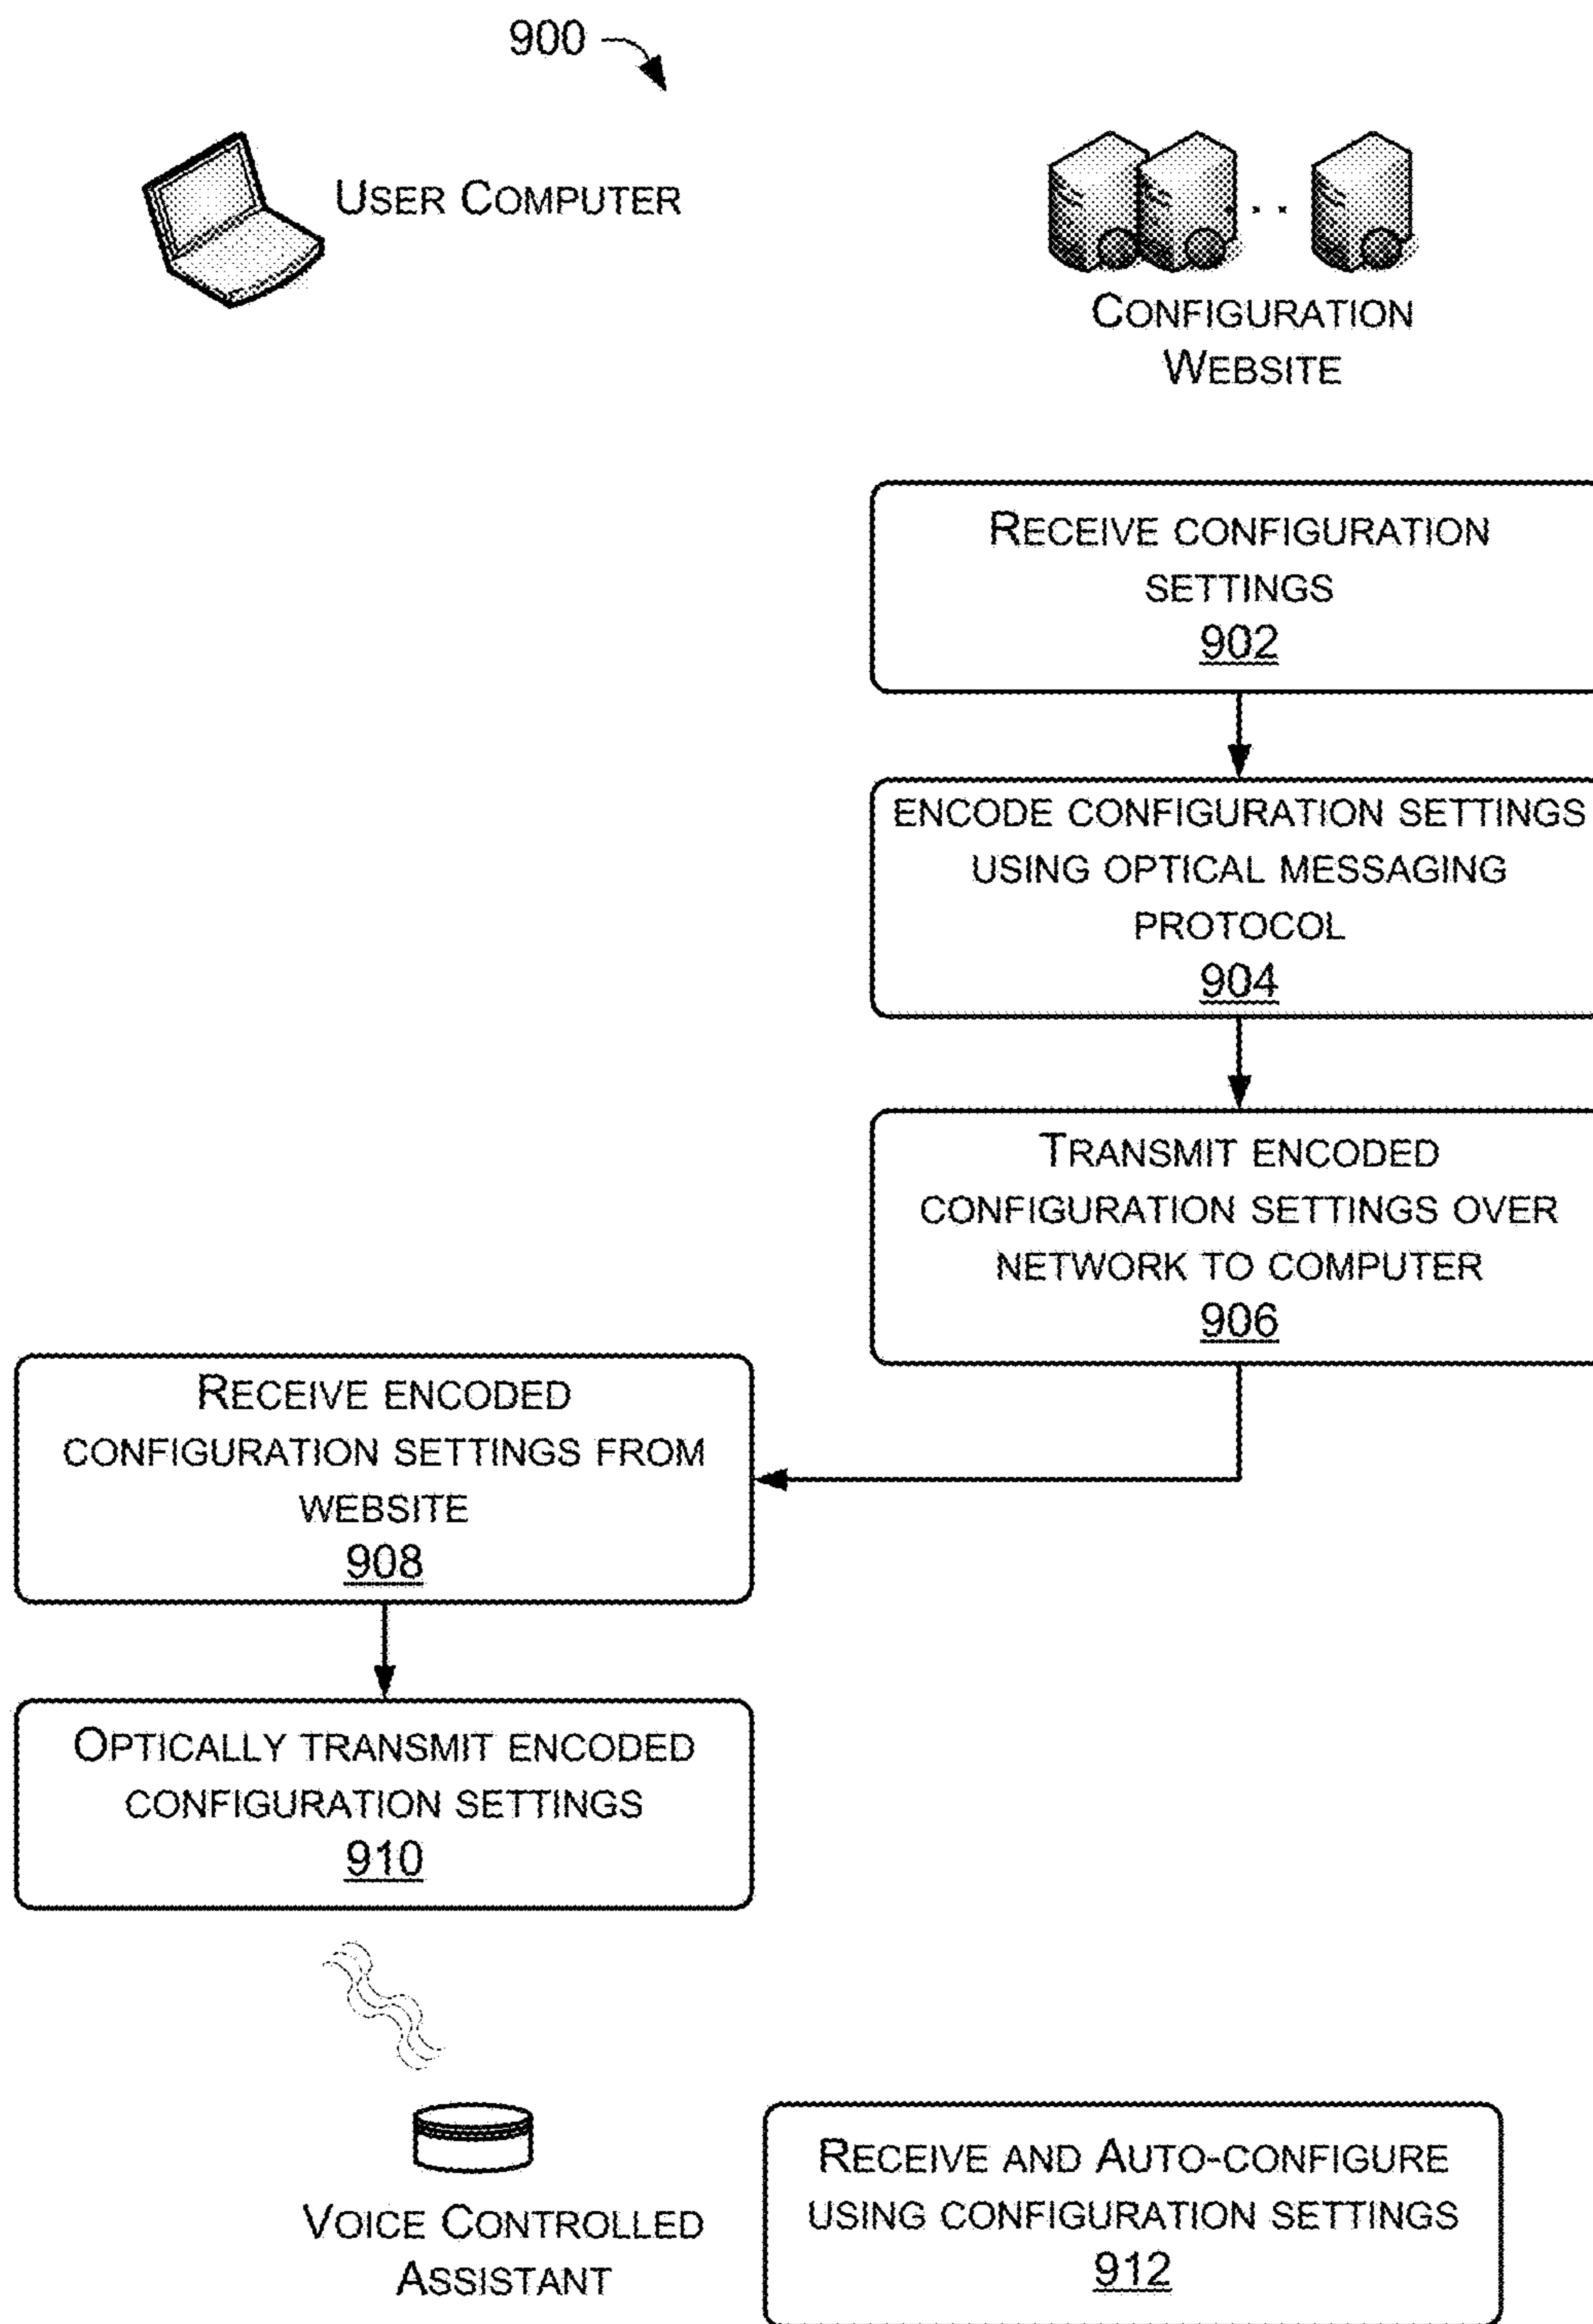 900
USER COMPUTER
CONFIGURATION
WEBSITE
RECEIVE CONFIGURATION
SETTINGS
902
ENCODE CONFIGURATION SETTINGS
USING OPTICAL MESSAGING
PROTOCOL
904
TRANSMIT ENCODED
CONFIGURATION SETTINGS OVER
NETWORK TO COMPUTER
906
RECEIVE ENCODED
CONFIGURATION SETTINGS FROM
WEBSITE
908
OPTICALLY TRANSMIT ENCODED
CONFIGURATION SETTINGS
910
VOICE CONTROLLED
ASSISTANT
RECEIVE AND AUTO-CONFIGURE
USING CONFIGURATION SETTINGS
912